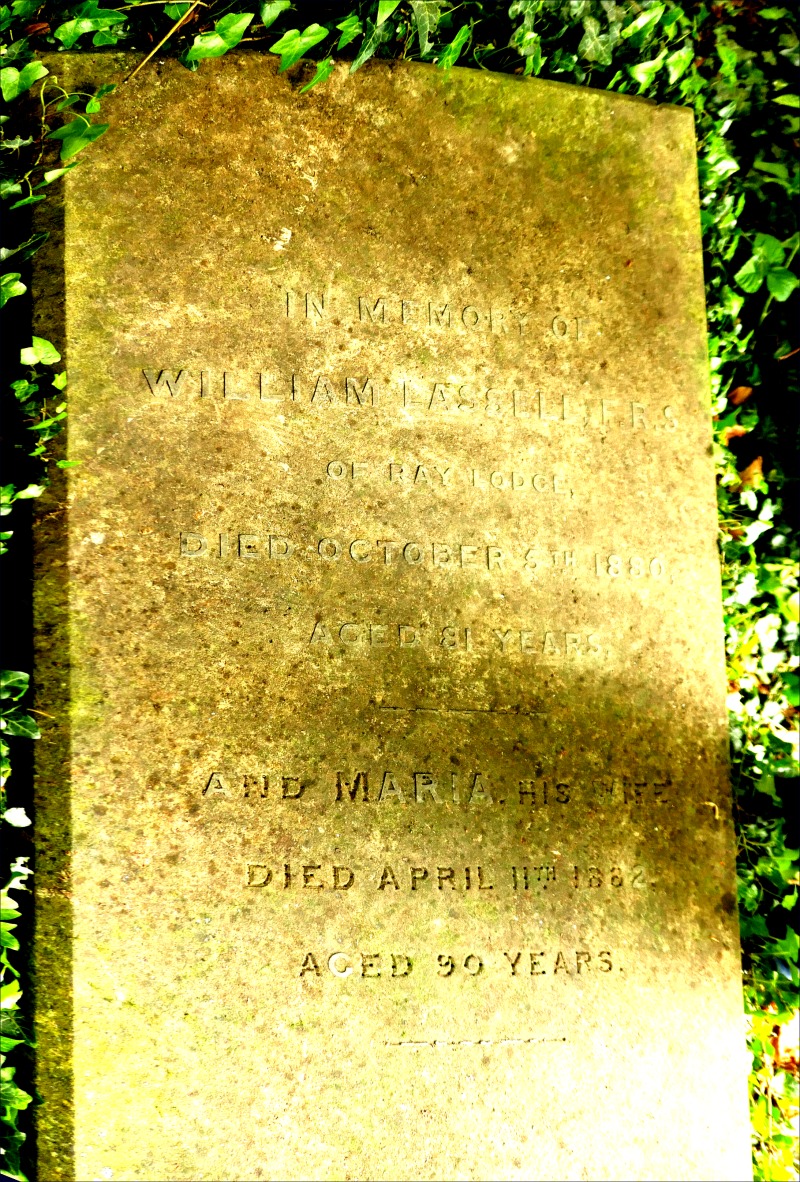 IN MEMORY OF
WILLIAM LASSELL, F.R.S.
OF RAY LODGE,
DIED OCTOBER 5TH 1880.
AGED 81 YEARS.
AND MARIA, HIS WIFE
DIED APRIL 11TH 1882.
AGED 90 YEARS.